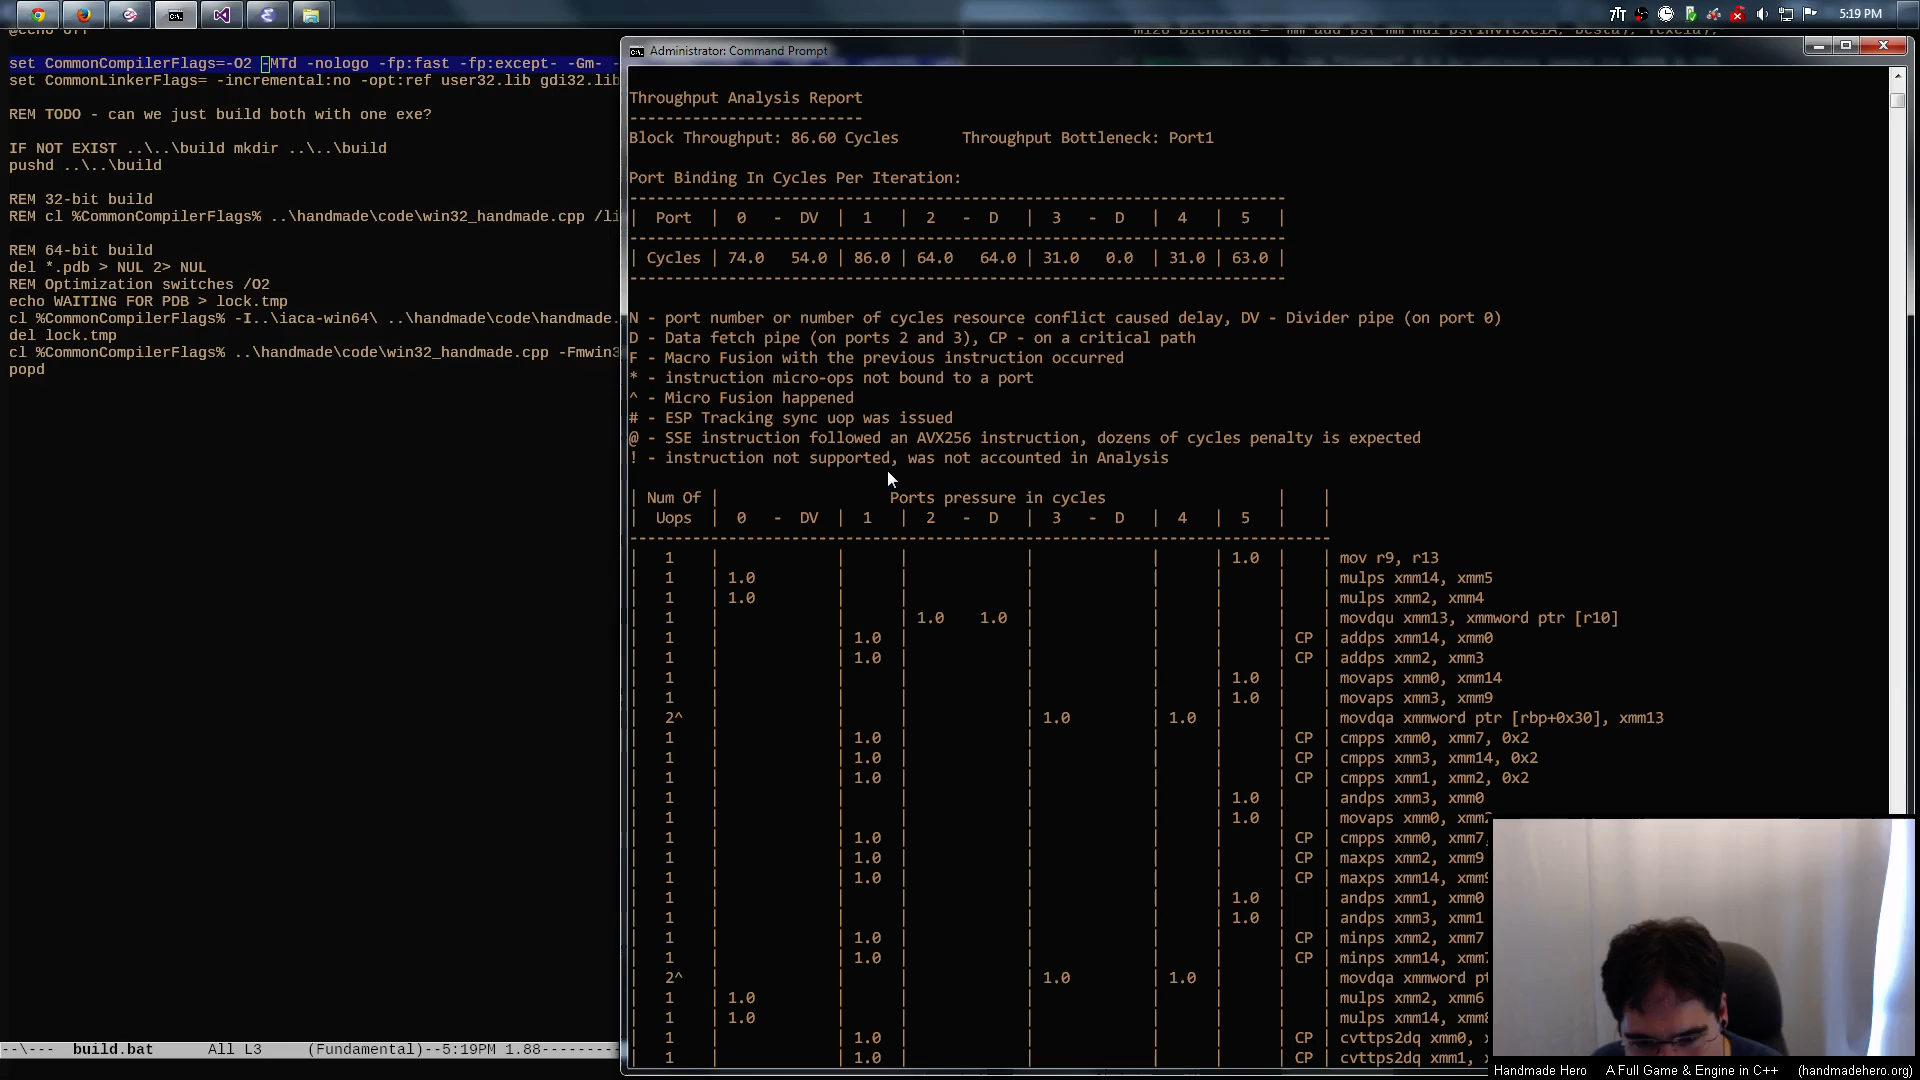 5:19 PM
@echo off
set CommonCompilerFlags=-O2 -MTd -nologo -fp:fast -fp:except- -Gm- -
set CommonLinkerFlags= -incremental:no -opt:ref user32.lib gdi32.lib
REM TODO - can we just build both with one exe?
IF NOT EXIST ..\..\build mkdir ..\..\build
pushd ..\..\build
REM 32-bit build
REM cl %CommonCompilerFlags% ..\handmade\code\win32_handmade.cpp /li
REM 64-bit build
del *.pdb > NUL 2> NUL
REM Optimization switches /O2
echo WAITING FOR PDB > lock.tmp
cl %CommonCompilerFlags% -I..\iaca-win64\ ..\handmade\code\handmade.
del lock.tmp
cl %CommonCompilerFlags% ..\handmade\code\win32_handmade.cpp -Fmwin3
popd
--\--- build.bat All L3 (Fundamental)--5:19PM 1.88---------
Administrator: Command Prompt
Throughput Analysis Report
--------------------------
Block Throughput: 86.60 Cycles Throughput Bottleneck: Port1
Port Binding In Cycles Per Iteration:
| Port | 0 - DV | 1 | 2 - D | 3 - D | 4 | 5 |
| Cycles | 74.0 54.0 | 86.0 | 64.0 64.0 | 31.0 0.0 | 31.0 | 63.0 |
N - port number or number of cycles resource conflict caused delay, DV - Divider pipe (on port 0)
D - Data fetch pipe (on ports 2 and 3), CP - on a critical path
F - Macro Fusion with the previous instruction occurred
* - instruction micro-ops not bound to a port
^ - Micro Fusion happened
# - ESP Tracking sync uop was issued
@ - SSE instruction followed an AVX256 instruction, dozens of cycles penalty is expected
! - instruction not supported, was not accounted in Analysis
| Num Of | Ports pressure in cycles | |
| Uops | 0 - DV | 1 | 2 - D | 3 - D | 4 | 5 | |
| 1 | | | | | | 1.0 | | mov r9, r13
| 1 | 1.0 | | | | | | | mulps xmm14, xmm5
| 1 | 1.0 | | | | | | | mulps xmm2, xmm4
| 1 | | | 1.0 1.0 | | | | | movdqu xmm13, xmmword ptr [r10]
| 1 | | 1.0 | | | | | CP | addps xmm14, xmm0
| 1 | | 1.0 | | | | | CP | addps xmm2, xmm3
| 1 | | | | | | 1.0 | | movaps xmm0, xmm14
| 1 | | | | | | 1.0 | | movaps xmm3, xmm9
| 2^ | | | | 1.0 | 1.0 | | | movdqa xmmword ptr [rbp+0x30], xmm13
| 1 | | 1.0 | | | | | CP | cmpps xmm0, xmm7, 0x2
| 1 | | 1.0 | | | | | CP | cmpps xmm3, xmm14, 0x2
| 1 | | 1.0 | | | | | CP | cmpps xmm1, xmm2, 0x2
| 1 | | | | | | 1.0 | | andps xmm3, xmm0
| 1 | | | | | | 1.0 | | movaps xmm0, xmm2
| 1 | | 1.0 | | | | | CP | cmpps xmm0, xmm7,
| 1 | | 1.0 | | | | | CP | maxps xmm2, xmm9
| 1 | | 1.0 | | | | | CP | maxps xmm14, xmm9
| 1 | | | | | | 1.0 | | andps xmm1, xmm0
| 1 | | | | | | 1.0 | | andps xmm3, xmm1
| 1 | | 1.0 | | | | | CP | minps xmm2, xmm7
| 1 | | 1.0 | | | | | CP | minps xmm14, xmm7
| 2^ | | | | 1.0 | 1.0 | | | movdqa xmmword pt
| 1 | 1.0 | | | | | | | mulps xmm2, xmm6
| 1 | 1.0 | | | | | | | mulps xmm14, xmm8
| 1 | | 1.0 | | | | | CP | cvttps2dq xmm0,
| 1 | | 1.0 | | | | | CP | cvttps2dq xmm1,
Handmade Hero A Full Game & Engine in C++ (handmadehero.org)